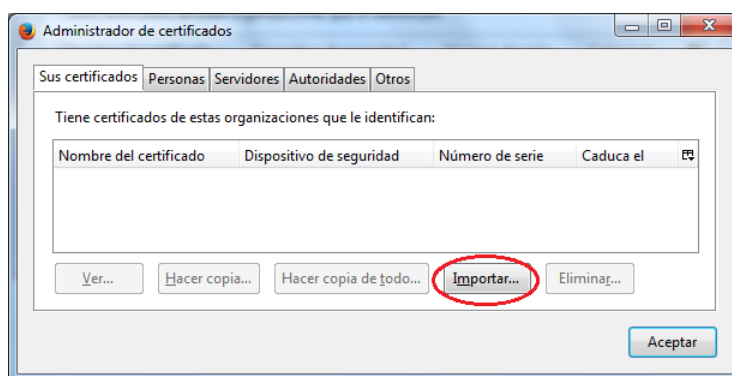 Administrador de certificados
Sus certificados Personas Servidores Autoridades Otros
Tiene certificados de estas organizaciones que le identifican:
Nombre del certificado Dispositivo de seguridad Número de serie Caduca el
Ver... Hacer copia... Hacer copia de todo... Importar... Eliminar...
Aceptar